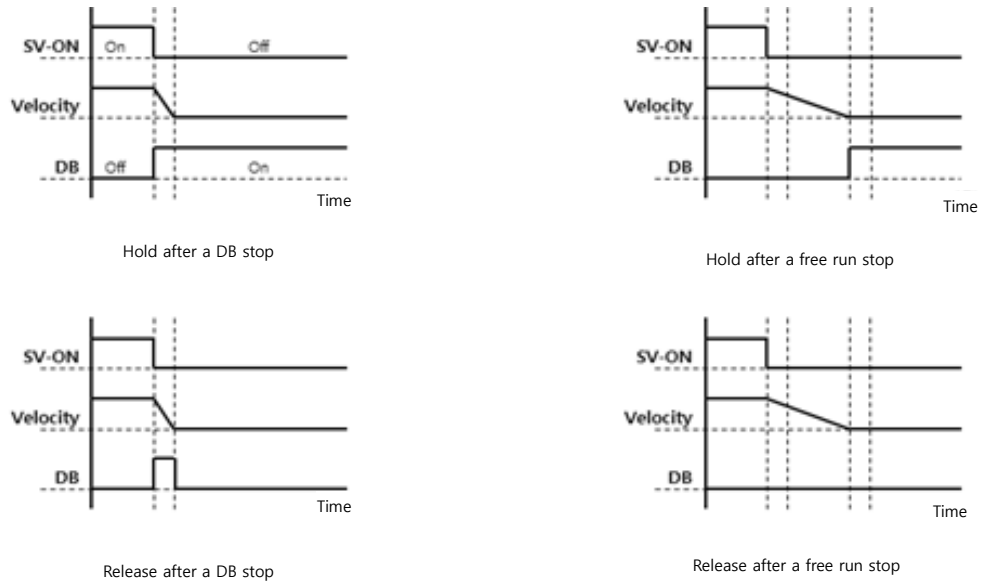 SV-ON On Off
Velocity
DB Off On
Time
Hold after a DB stop
SV-ON
Velocity
DB
Time
Hold after a free run stop
SV-ON
Velocity
DB
Time
Release after a DB stop
SV-ON
Velocity
DB
Time
Release after a free run stop